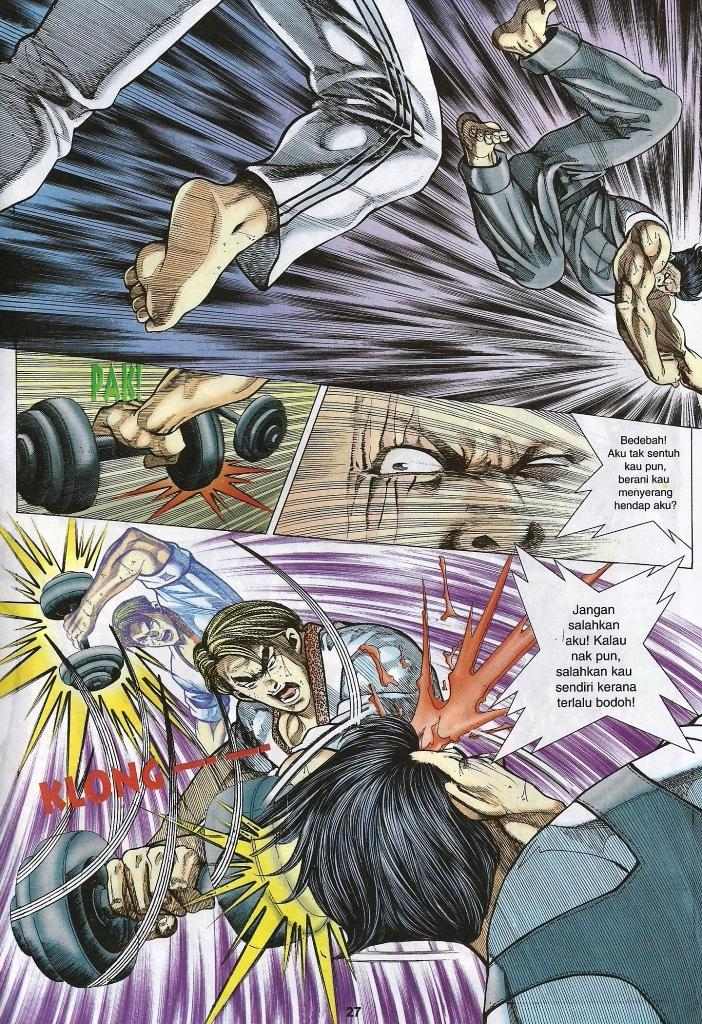 PAK!
Bedebah!
Aku tak sentuh
kau pun,
berani kau
menyerang
hendap aku?
Jangan
salahkan
aku! Kalau
nak pun,
salahkan kau
sendiri kerana
terlalu bodoh!
KLONG———
27